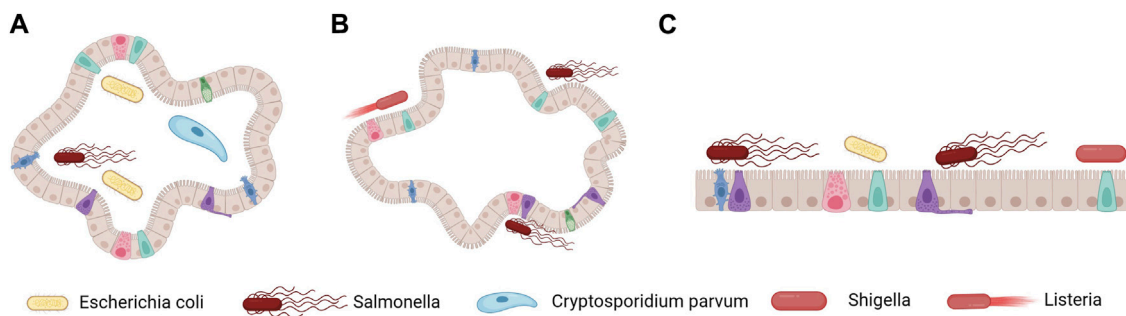 A
B
C
Escherichia coli
Salmonella
Cryptosporidium parvum
Shigella
Listeria